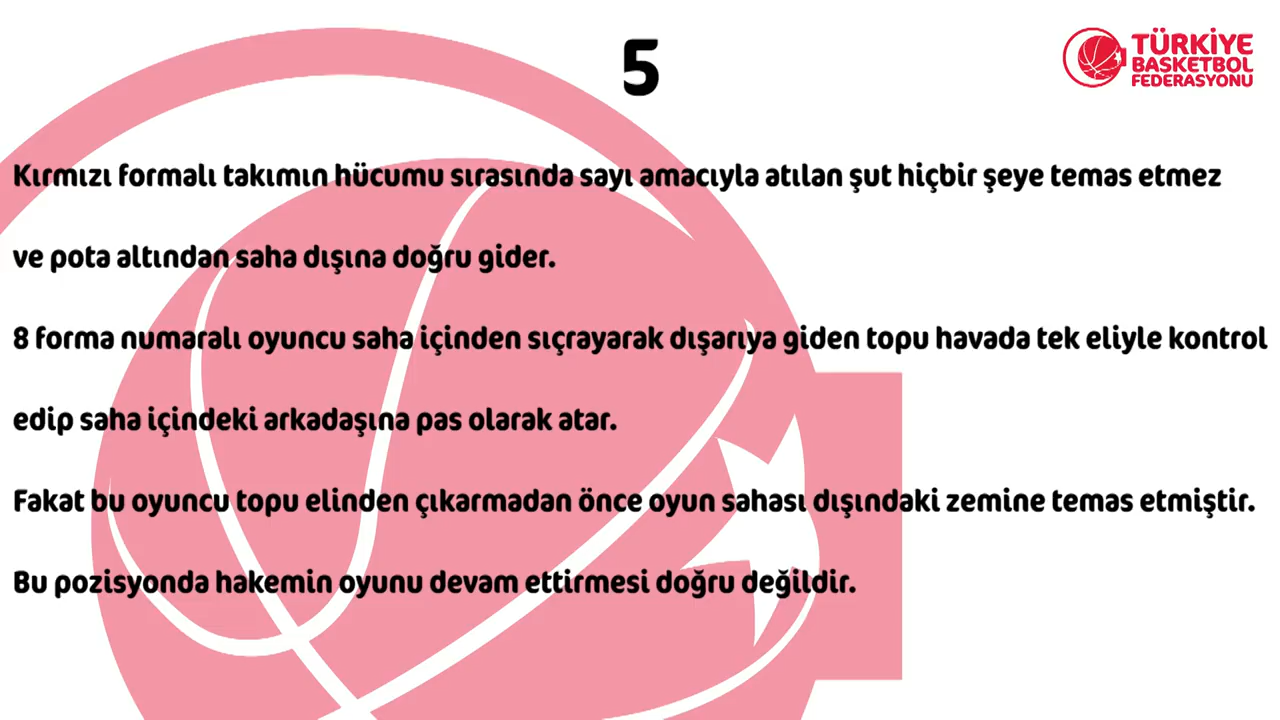 5
TÜRKİYE
BASKETBOL
FEDERASYONU
Kırmızı formalı takımın hücumu sırasında sayı amacıyla atılan şut hiçbir şeye temas etmez
ve pota altından saha dışına doğru gider.
8 forma numaralı oyuncu saha içinden sıçrayarak dışarıya giden topu havada tek eliyle kontrol
edip saha içindeki arkadaşına pas olarak atar.
Fakat bu oyuncu topu elinden çıkarmadan önce oyun sahası dışındaki zemine temas etmiştir.
Bu pozisyonda hakemin oyunu devam ettirmesi doğru değildir.